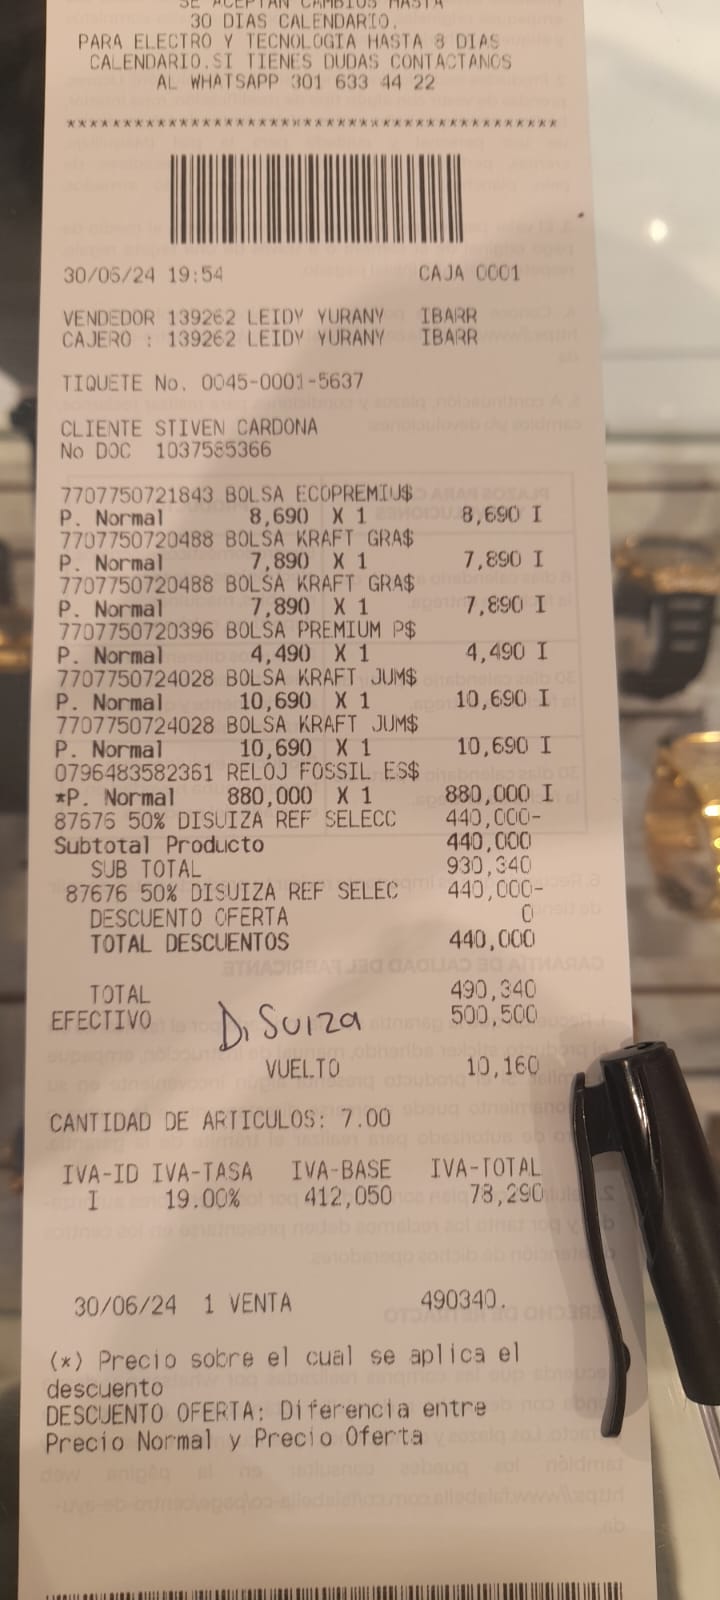 SE ACEPTAN CAMBIOS HASTA
30 DIAS CALENDARIO.
PARA ELECTRO Y TECNOLOGIA HASTA 8 DIAS
CALENDARIO.SI TIENES DUDAS CONTACTANOS
AL WHATSAPP 301 633 44 22
************************************************
30/06/24 19:54 CAJA 0001
VENDEDOR 139262 LEIDY YURANY IBARR
CAJERO : 139262 LEIDY YURANY IBARR
TIQUETE No. 0045-0001-5637
CLIENTE STIVEN CARDONA
No DOC 1037585366
7707750721843 BOLSA ECOPREMIU$
P. Normal 8,690 X 1 8,690 I
7707750720488 BOLSA KRAFT GRA$
P. Normal 7,890 X 1 7,890 I
7707750720488 BOLSA KRAFT GRA$
P. Normal 7,890 X 1 7,890 I
7707750720396 BOLSA PREMIUM P$
P. Normal 4,490 X 1 4,490 I
7707750724028 BOLSA KRAFT JUM$
P. Normal 10,690 X 1 10,690 I
7707750724028 BOLSA KRAFT JUM$
P. Normal 10,690 X 1 10,690 I
0796483582361 RELOJ FOSSIL ES$
*P. Normal 880,000 X 1 880,000 I
87676 50% DISUIZA REF SELECC 440,000-
Subtotal Producto 440,000
SUB TOTAL 930,340
87676 50% DISUIZA REF SELEC 440,000-
DESCUENTO OFERTA 0
TOTAL DESCUENTOS 440,000
TOTAL 490,340
EFECTIVO 500,500
Disuiza
VUELTO 10,160
CANTIDAD DE ARTICULOS: 7.00
IVA-ID IVA-TASA IVA-BASE IVA-TOTAL
I 19.00% 412,050 78,290
30/06/24 1 VENTA 490340.
(*) Precio sobre el cual se aplica el
descuento
DESCUENTO OFERTA: Diferencia entre
Precio Normal y Precio Oferta